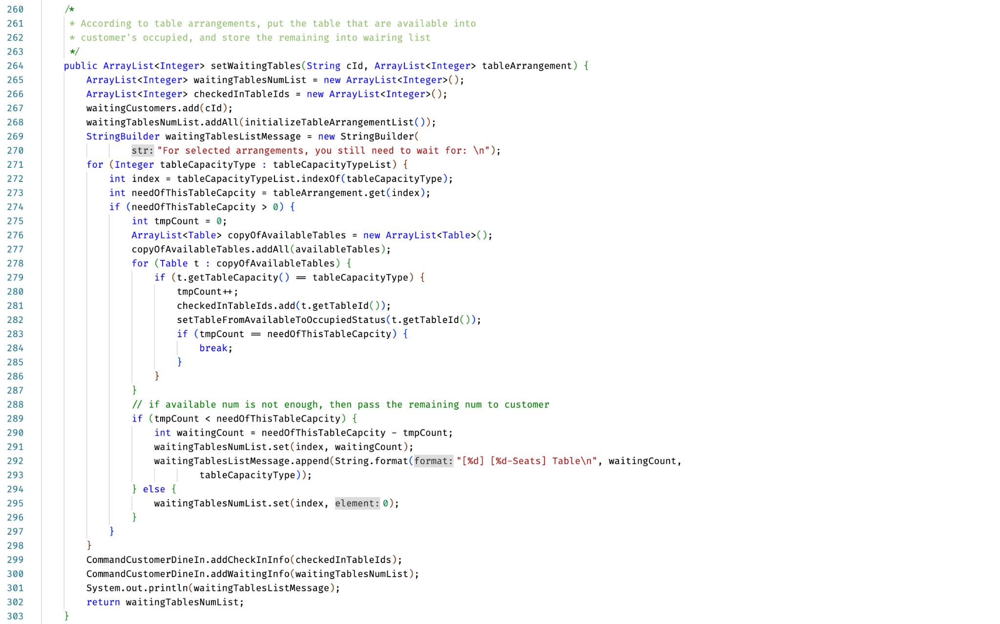 260 /*
261 * According to table arrangements, put the table that are available into
262 * customer's occupied, and store the remaining into wairing list
263 */
264 public ArrayList<Integer> setWaitingTables(String cId, ArrayList<Integer> tableArrangement) {
265 ArrayList<Integer> waitingTablesNumList = new ArrayList<Integer>();
266 ArrayList<Integer> checkedInTableIds = new ArrayList<Integer>();
267 waitingCustomers.add(cId);
268 waitingTablesNumList.addAll(initializeTableArrangementList());
269 StringBuilder waitingTablesListMessage = new StringBuilder(
270 str: "For selected arrangements, you still need to wait for: \n");
271 for (Integer tableCapacityType : tableCapacityTypeList) {
272 int index = tableCapacityTypeList.indexOf(tableCapacityType);
273 int needOfThisTableCapcity = tableArrangement.get(index);
274 if (needOfThisTableCapcity > 0) {
275 int tmpCount = 0;
276 ArrayList<Table> copyOfAvailableTables = new ArrayList<Table>();
277 copyOfAvailableTables.addAll(availableTables);
278 for (Table t : copyOfAvailableTables) {
279 if (t.getTableCapacity() == tableCapacityType) {
280 tmpCount++;
281 checkedInTableIds.add(t.getTableId());
282 setTableFromAvailableToOccupiedStatus(t.getTableId());
283 if (tmpCount == needOfThisTableCapcity) {
284 break;
285 }
286 }
287 }
288 // if available num is not enough, then pass the remaining num to customer
289 if (tmpCount < needOfThisTableCapcity) {
290 int waitingCount = needOfThisTableCapcity - tmpCount;
291 waitingTablesNumList.set(index, waitingCount);
292 waitingTablesListMessage.append(String.format(format: "[%d] [%d-Seats] Table\n", waitingCount,
293 tableCapacityType));
294 } else {
295 waitingTablesNumList.set(index, element: 0);
296 }
297 }
298 }
299 CommandCustomerDineIn.addCheckInInfo(checkedInTableIds);
300 CommandCustomerDineIn.addWaitingInfo(waitingTablesNumList);
301 System.out.println(waitingTablesListMessage);
302 return waitingTablesNumList;
303 }